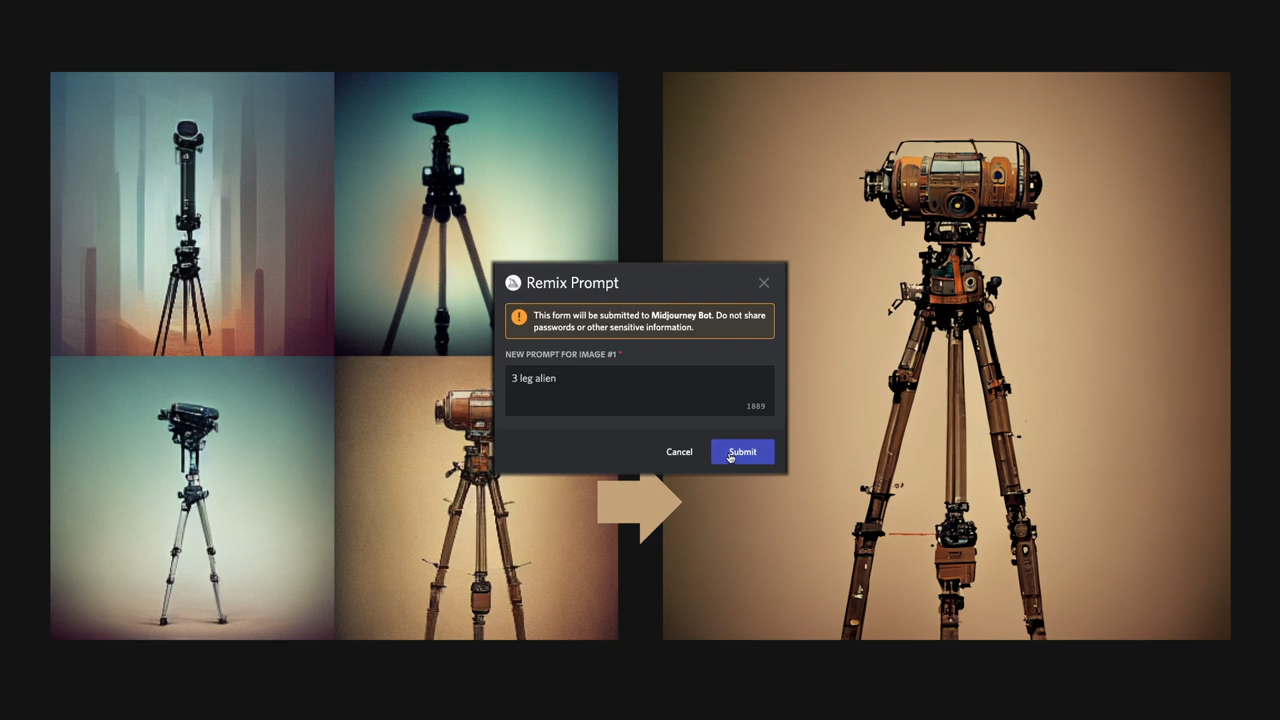 Remix Prompt
This form will be submitted to Midjourney Bot. Do not share
passwords or other sensitive information.
NEW PROMPT FOR IMAGE #1 *
3 leg alien
1889
Cancel
Submit